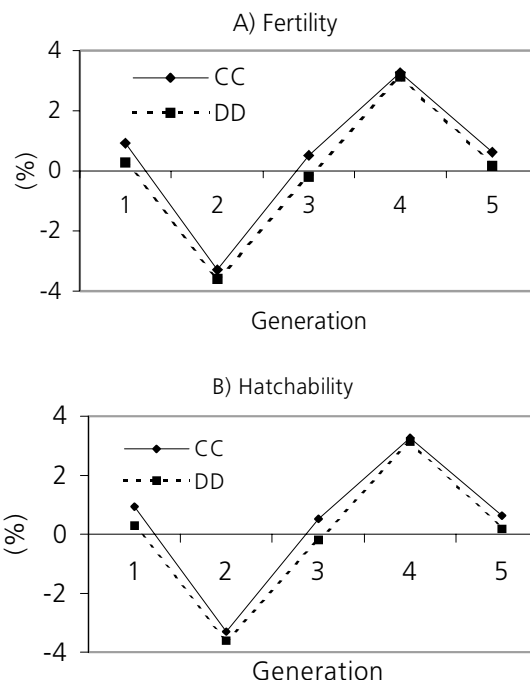 A) Fertility
4
CC
DD
2
(%)
0
1 2 3 4 5
-2
-4
Generation
B) Hatchability
4
CC
DD
2
(%)
0
1 2 3 4 5
-2
-4
Generation